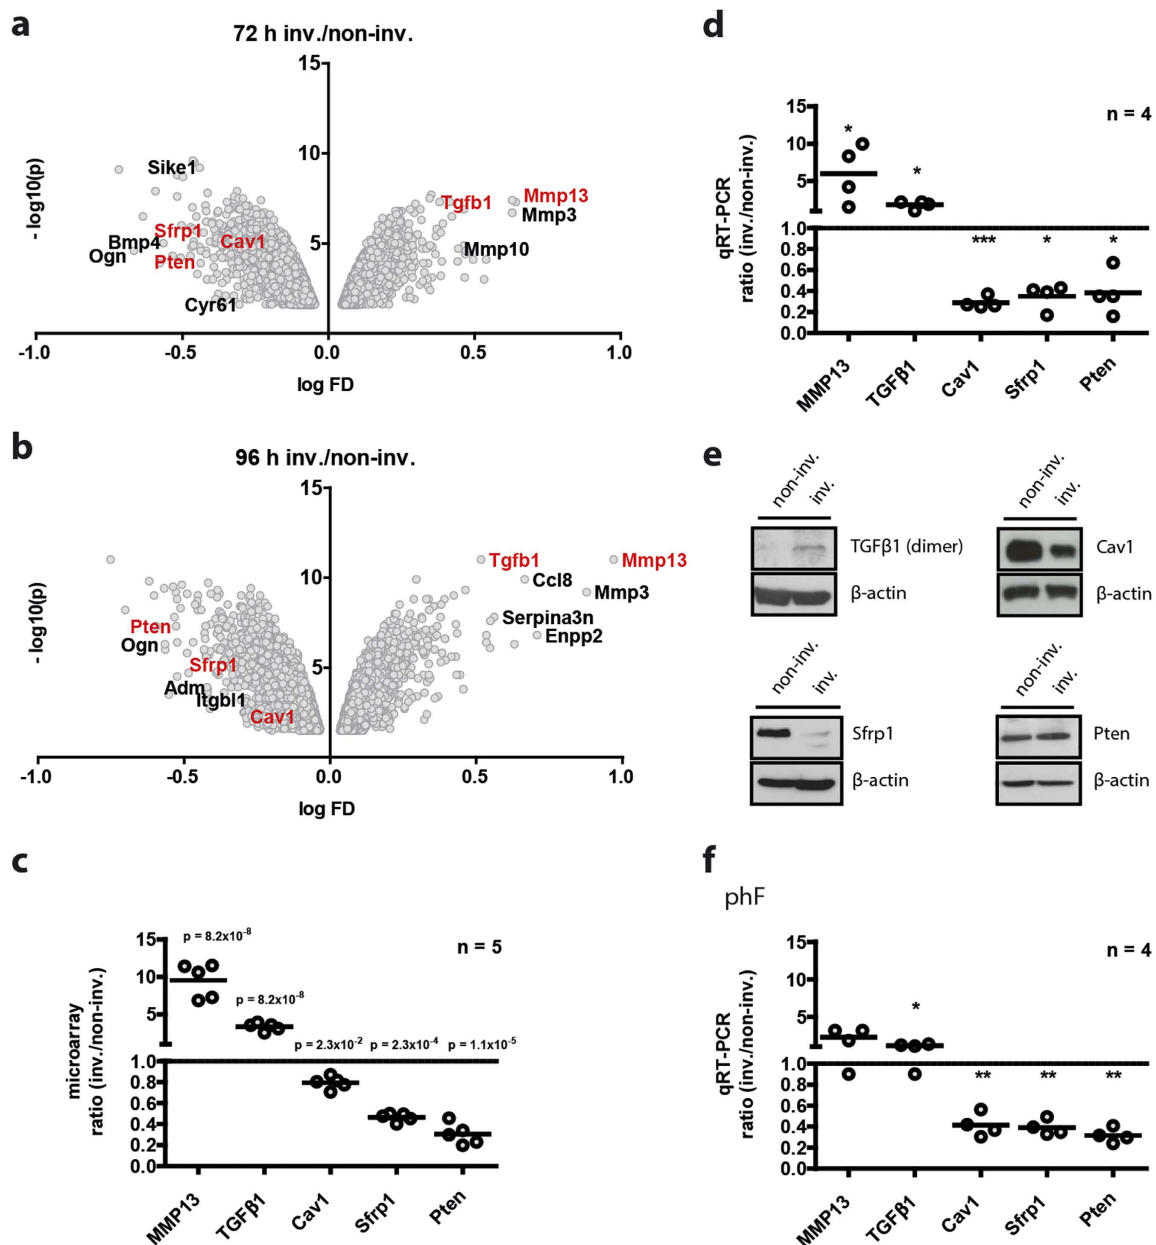 a
72 h inv./non-inv.
15
10
5
- log10(p)
Sike1
Sfrp1
Bmp4
Ogn
Pten
Cav1
Cyr61
Tgfb1
Mmp13
Mmp3
Mmp10
-1.0 -0.5 0.0 0.5 1.0
log FD
b
96 h inv./non-inv.
15
10
5
- log10(p)
Pten
Ogn
Sfrp1
Adm
Itgbl1
Cav1
Tgfb1
Mmp13
Ccl8
Mmp3
Serpina3n
Enpp2
-1.0 -0.5 0.0 0.5 1.0
log FD
c
microarray
ratio (inv./non-inv.)
n = 5
15
10
5
1.0
0.8
0.6
0.4
0.2
0.0
p = 8.2x10-8
p = 8.2x10-8
p = 2.3x10-2 p = 2.3x10-4 p = 1.1x10-5
MMP13 TGFβ1 Cav1 Sfrp1 Pten
d
qRT-PCR
ratio (inv./non-inv.)
n = 4
15
10
5
1.0
0.8
0.6
0.4
0.2
0.0
* *
*** * *
MMP13 TGFβ1 Cav1 Sfrp1 Pten
e
non-inv. inv.
TGFβ1 (dimer)
β-actin
non-inv. inv.
Cav1
β-actin
non-inv. inv.
Sfrp1
β-actin
non-inv. inv.
Pten
β-actin
f
phF
qRT-PCR
ratio (inv./non-inv.)
n = 4
15
10
5
1.0
0.8
0.6
0.4
0.2
0.0
*
** ** **
MMP13 TGFβ1 Cav1 Sfrp1 Pten